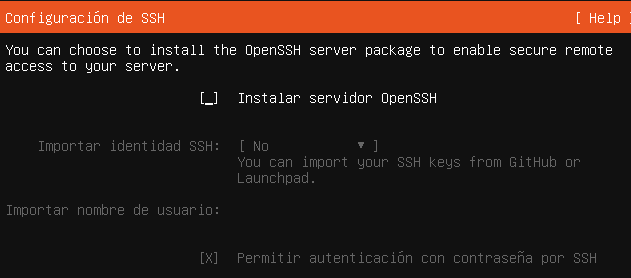 Configuración de SSH [ Help ]
You can choose to install the OpenSSH server package to enable secure remote
access to your server.
[_] Instalar servidor OpenSSH
Importar identidad SSH: [ No ▼ ]
You can import your SSH keys from GitHub or
Launchpad.
Importar nombre de usuario:
[X] Permitir autenticación con contraseña por SSH